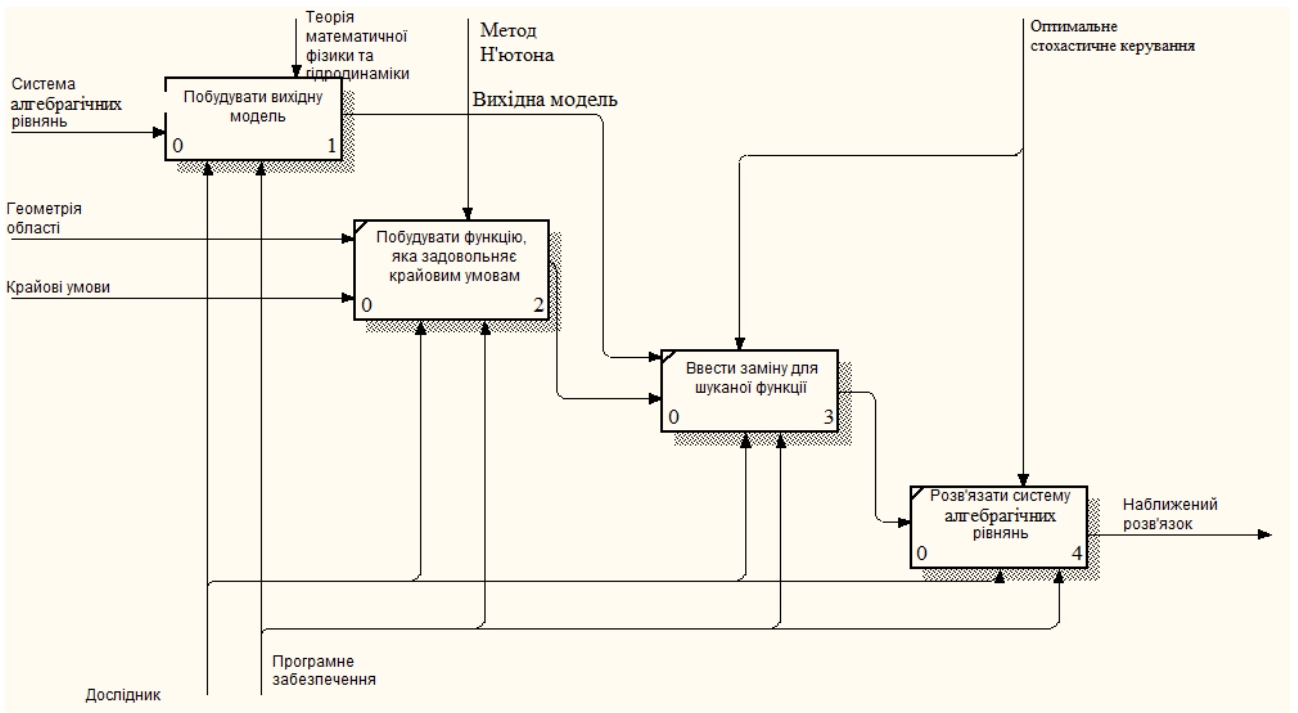 Теорія
математичної
фізики та
гідродинаміки
Метод
Н'ютона
Оптимальне
стохастичне керування
Система
алгебрагічних
рівнянь
Побудувати вихідну
модель
0 1
Вихідна модель
Геометрія
області
Крайові умови
Побудувати функцію,
яка задовольняє
крайовим умовам
0 2
Ввести заміну для
шуканої функції
0 3
Розв'язати систему
алгебрагічних
рівнянь
0 4
Наближений
розв'язок
Програмне
забезпечення
Дослідник